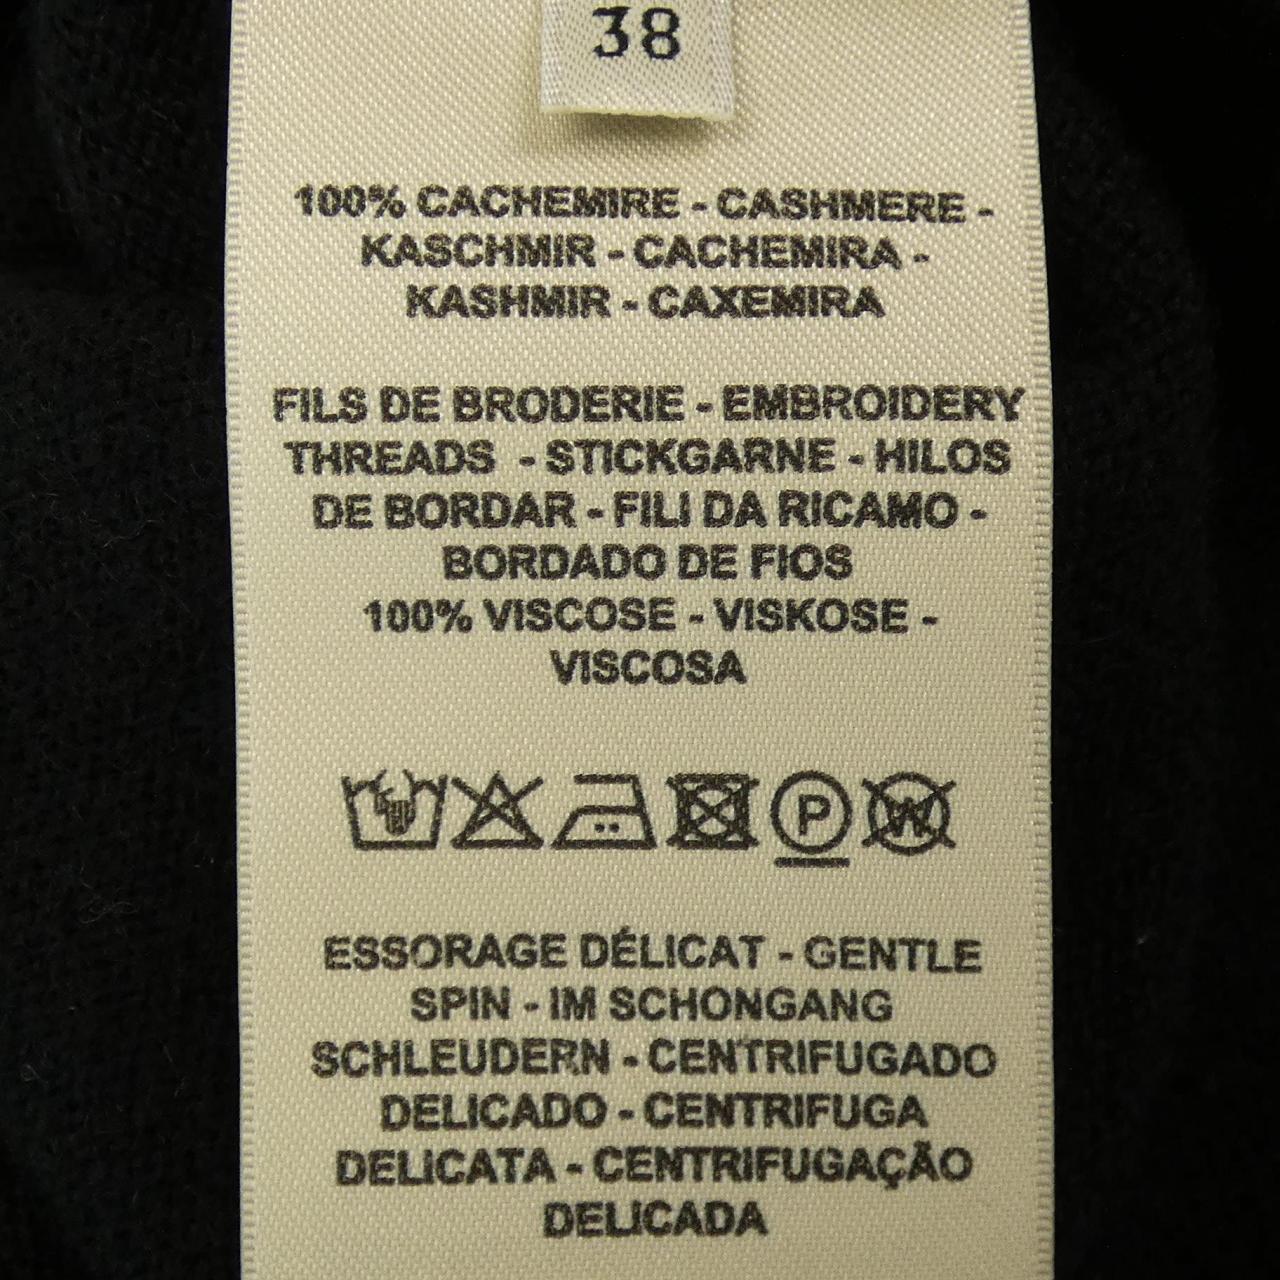 38
100% CACHEMIRE - CASHMERE -
KASCHMIR - CACHEMIRA -
KASHMIR - CAXEMIRA
FILS DE BRODERIE - EMBROIDERY
THREADS - STICKGARNE - HILOS
DE BORDAR - FILI DA RICAMO -
BORDADO DE FIOS
100% VISCOSE - VISKOSE -
VISCOSA
P W
ESSORAGE DÉLICAT - GENTLE
SPIN - IM SCHONGANG
SCHLEUDERN - CENTRIFUGADO
DELICADO - CENTRIFUGA
DELICATA - CENTRIFUGAÇÃO
DELICADA